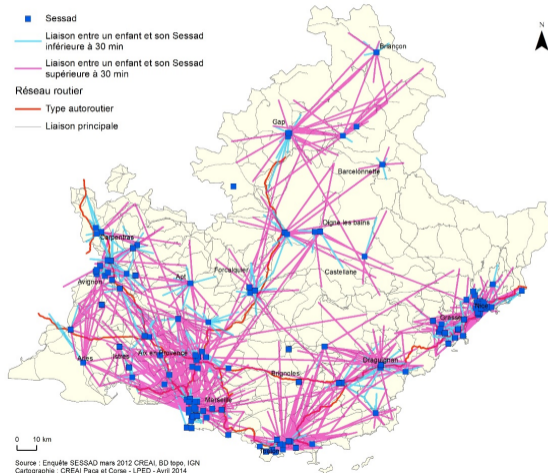 Sessad
Liaison entre un enfant et son Sessad
inférieure à 30 min
Liaison entre un enfant et son Sessad
supérieure à 30 min
Réseau routier
Type autoroutier
Liaison principale
N
Briançon
Gap
Barcelonnette
Digne les bains
Carpentras
Avignon
Apt
Forcalquier
Castellane
Grasse
Arles
Istres
Aix en Provence
Draguignan
Brignoles
Marseille
Toulon
0 10 km
Source : Enquête SESSAD mars 2012 CREAI, BD topo, IGN
Cartographie : CREAI Paca et Corse - LPED - Avril 2014